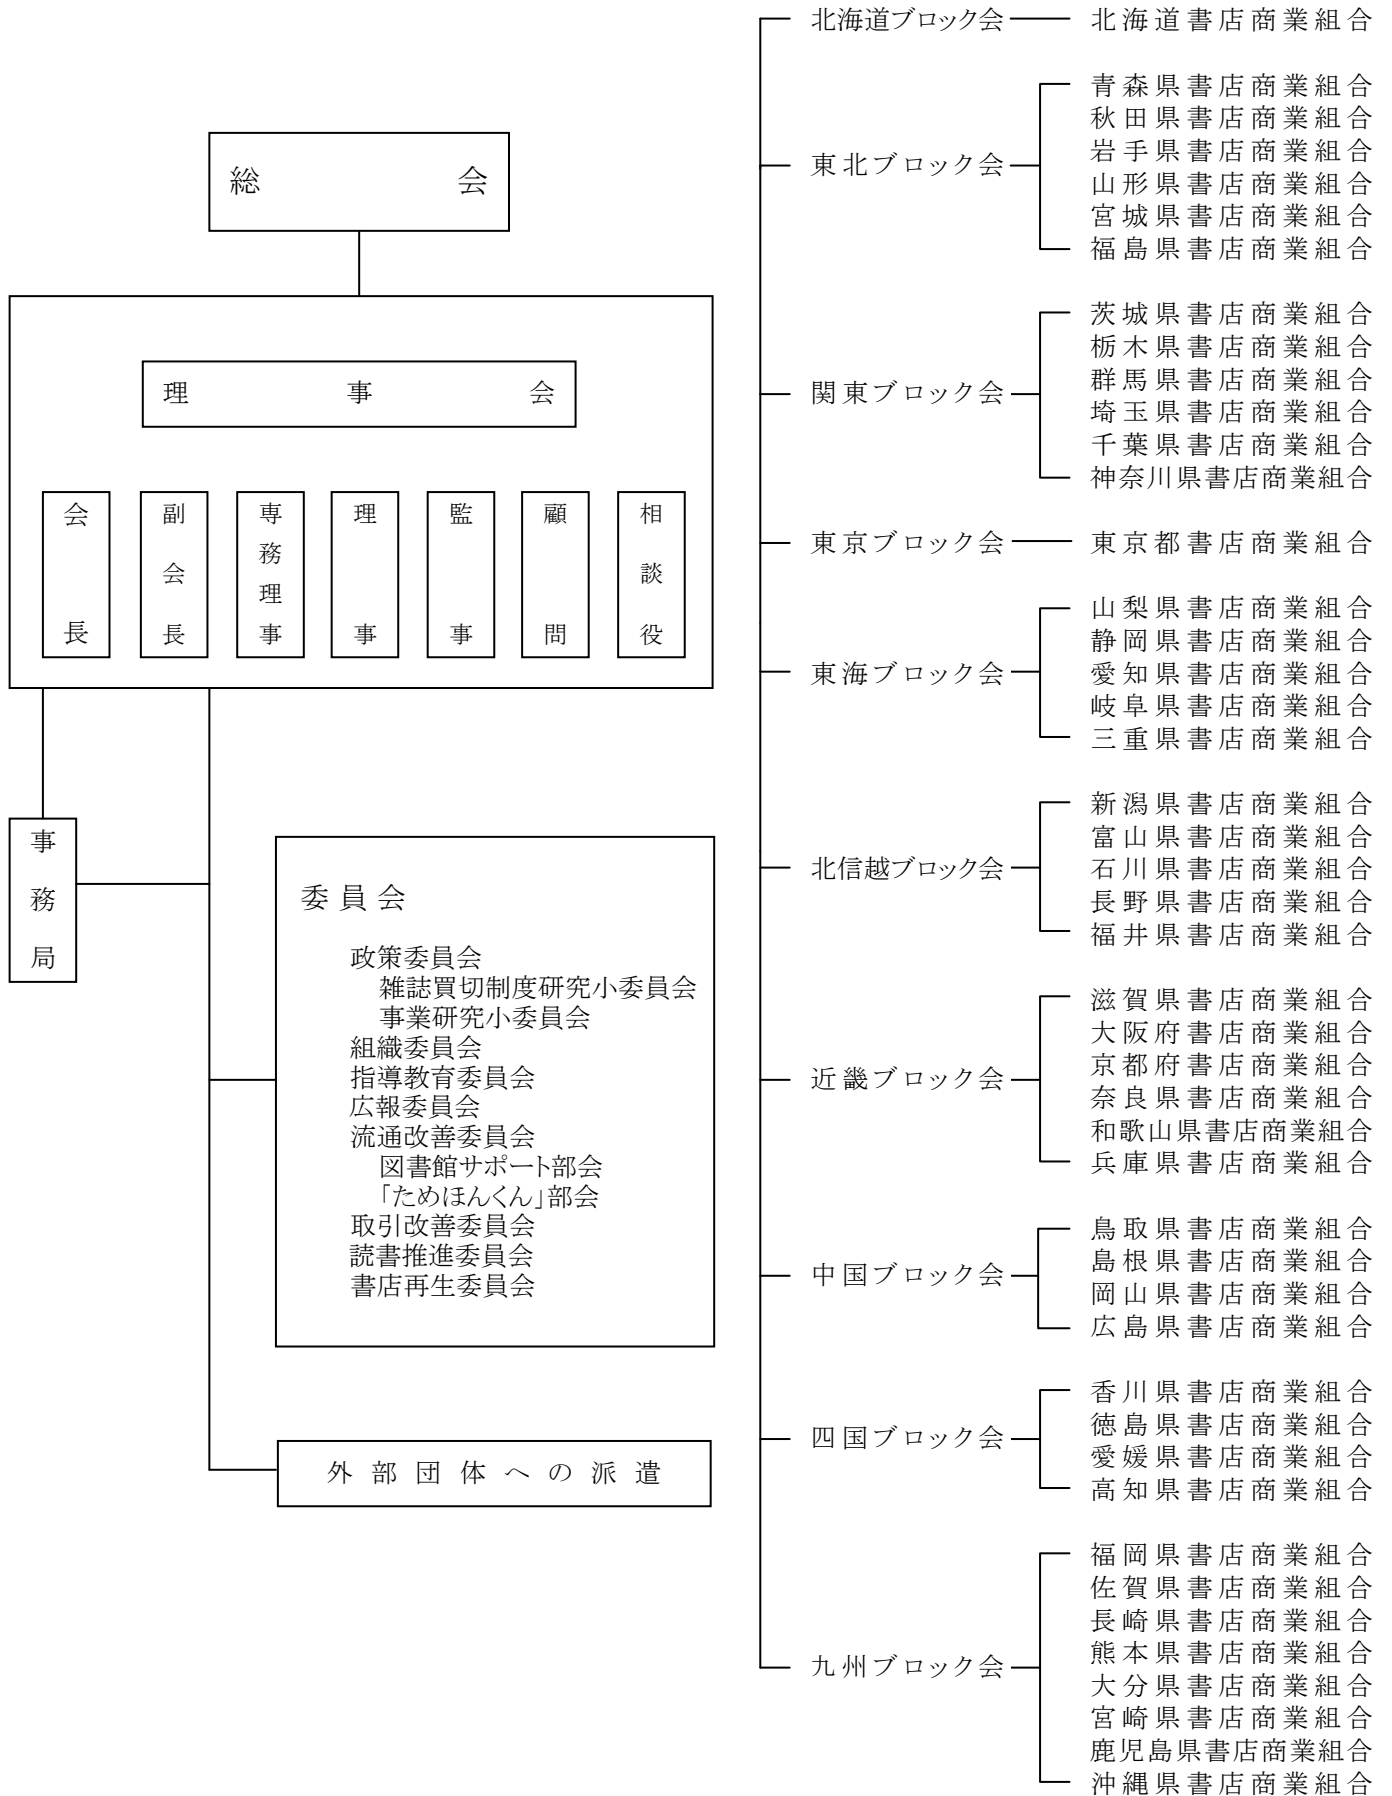 総会
理事会
会長
副会長
専務理事
理事
監事
顧問
相談役
事務局
委員会
政策委員会
雑誌買切制度研究小委員会
事業研究小委員会
組織委員会
指導教育委員会
広報委員会
流通改善委員会
図書館サポート部会
「ためほんくん」部会
取引改善委員会
読書推進委員会
書店再生委員会
外部団体への派遣
北海道ブロック会
北海道書店商業組合
東北ブロック会
青森県書店商業組合
秋田県書店商業組合
岩手県書店商業組合
山形県書店商業組合
宮城県書店商業組合
福島県書店商業組合
関東ブロック会
茨城県書店商業組合
栃木県書店商業組合
群馬県書店商業組合
埼玉県書店商業組合
千葉県書店商業組合
神奈川県書店商業組合
東京ブロック会
東京都書店商業組合
東海ブロック会
山梨県書店商業組合
静岡県書店商業組合
愛知県書店商業組合
岐阜県書店商業組合
三重県書店商業組合
北信越ブロック会
新潟県書店商業組合
富山県書店商業組合
石川県書店商業組合
長野県書店商業組合
福井県書店商業組合
近畿ブロック会
滋賀県書店商業組合
大阪府書店商業組合
京都府書店商業組合
奈良県書店商業組合
和歌山県書店商業組合
兵庫県書店商業組合
中国ブロック会
鳥取県書店商業組合
島根県書店商業組合
岡山県書店商業組合
広島県書店商業組合
四国ブロック会
香川県書店商業組合
徳島県書店商業組合
愛媛県書店商業組合
高知県書店商業組合
九州ブロック会
福岡県書店商業組合
佐賀県書店商業組合
長崎県書店商業組合
熊本県書店商業組合
大分県書店商業組合
宮崎県書店商業組合
鹿児島県書店商業組合
沖縄県書店商業組合